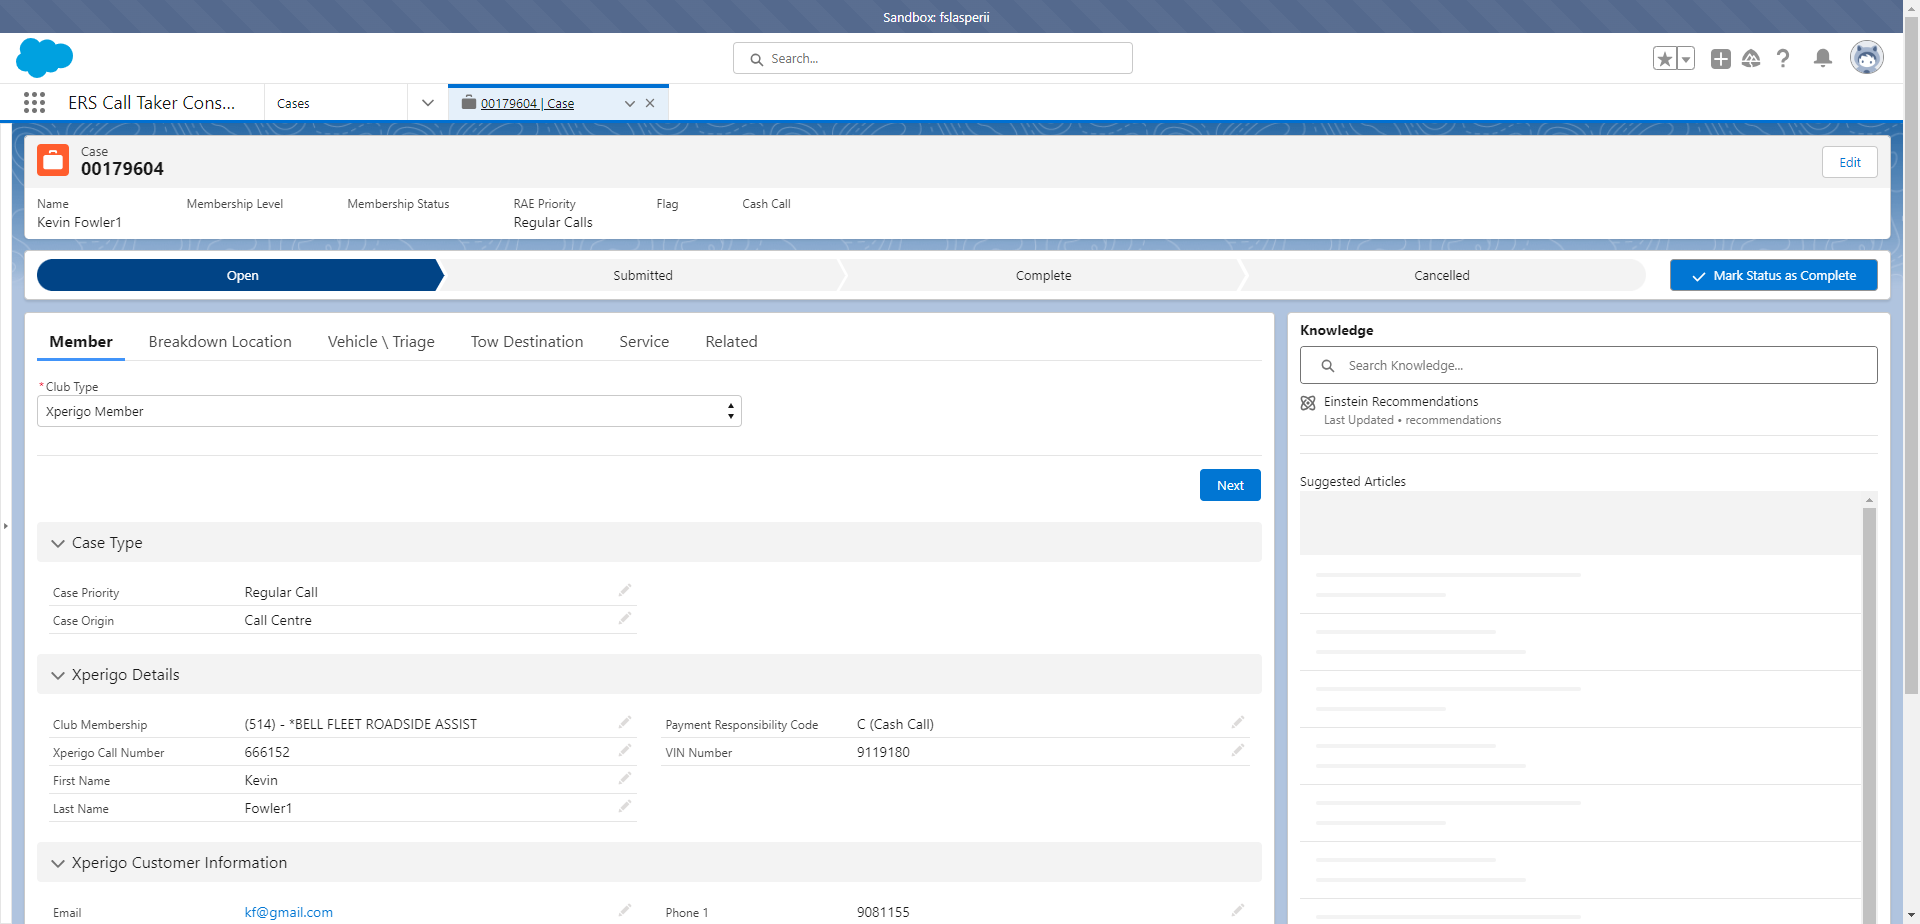 Sandbox: fslasperii
Search...
ERS Call Taker Cons...
Cases
00179604 | Case
Case
00179604
Edit
Name
Membership Level
Membership Status
RAE Priority
Flag
Cash Call
Kevin Fowler1
Regular Calls
Open
Submitted
Complete
Cancelled
Mark Status as Complete
Member
Breakdown Location
Vehicle \ Triage
Tow Destination
Service
Related
*Club Type
Xperigo Member
Next
Case Type
Case Priority
Regular Call
Case Origin
Call Centre
Xperigo Details
Club Membership
(514) - *BELL FLEET ROADSIDE ASSIST
Payment Responsibility Code
C (Cash Call)
Xperigo Call Number
666152
VIN Number
9119180
First Name
Kevin
Last Name
Fowler1
Xperigo Customer Information
Email
kf@gmail.com
Phone 1
9081155
Knowledge
Search Knowledge...
Einstein Recommendations
Last Updated • recommendations
Suggested Articles